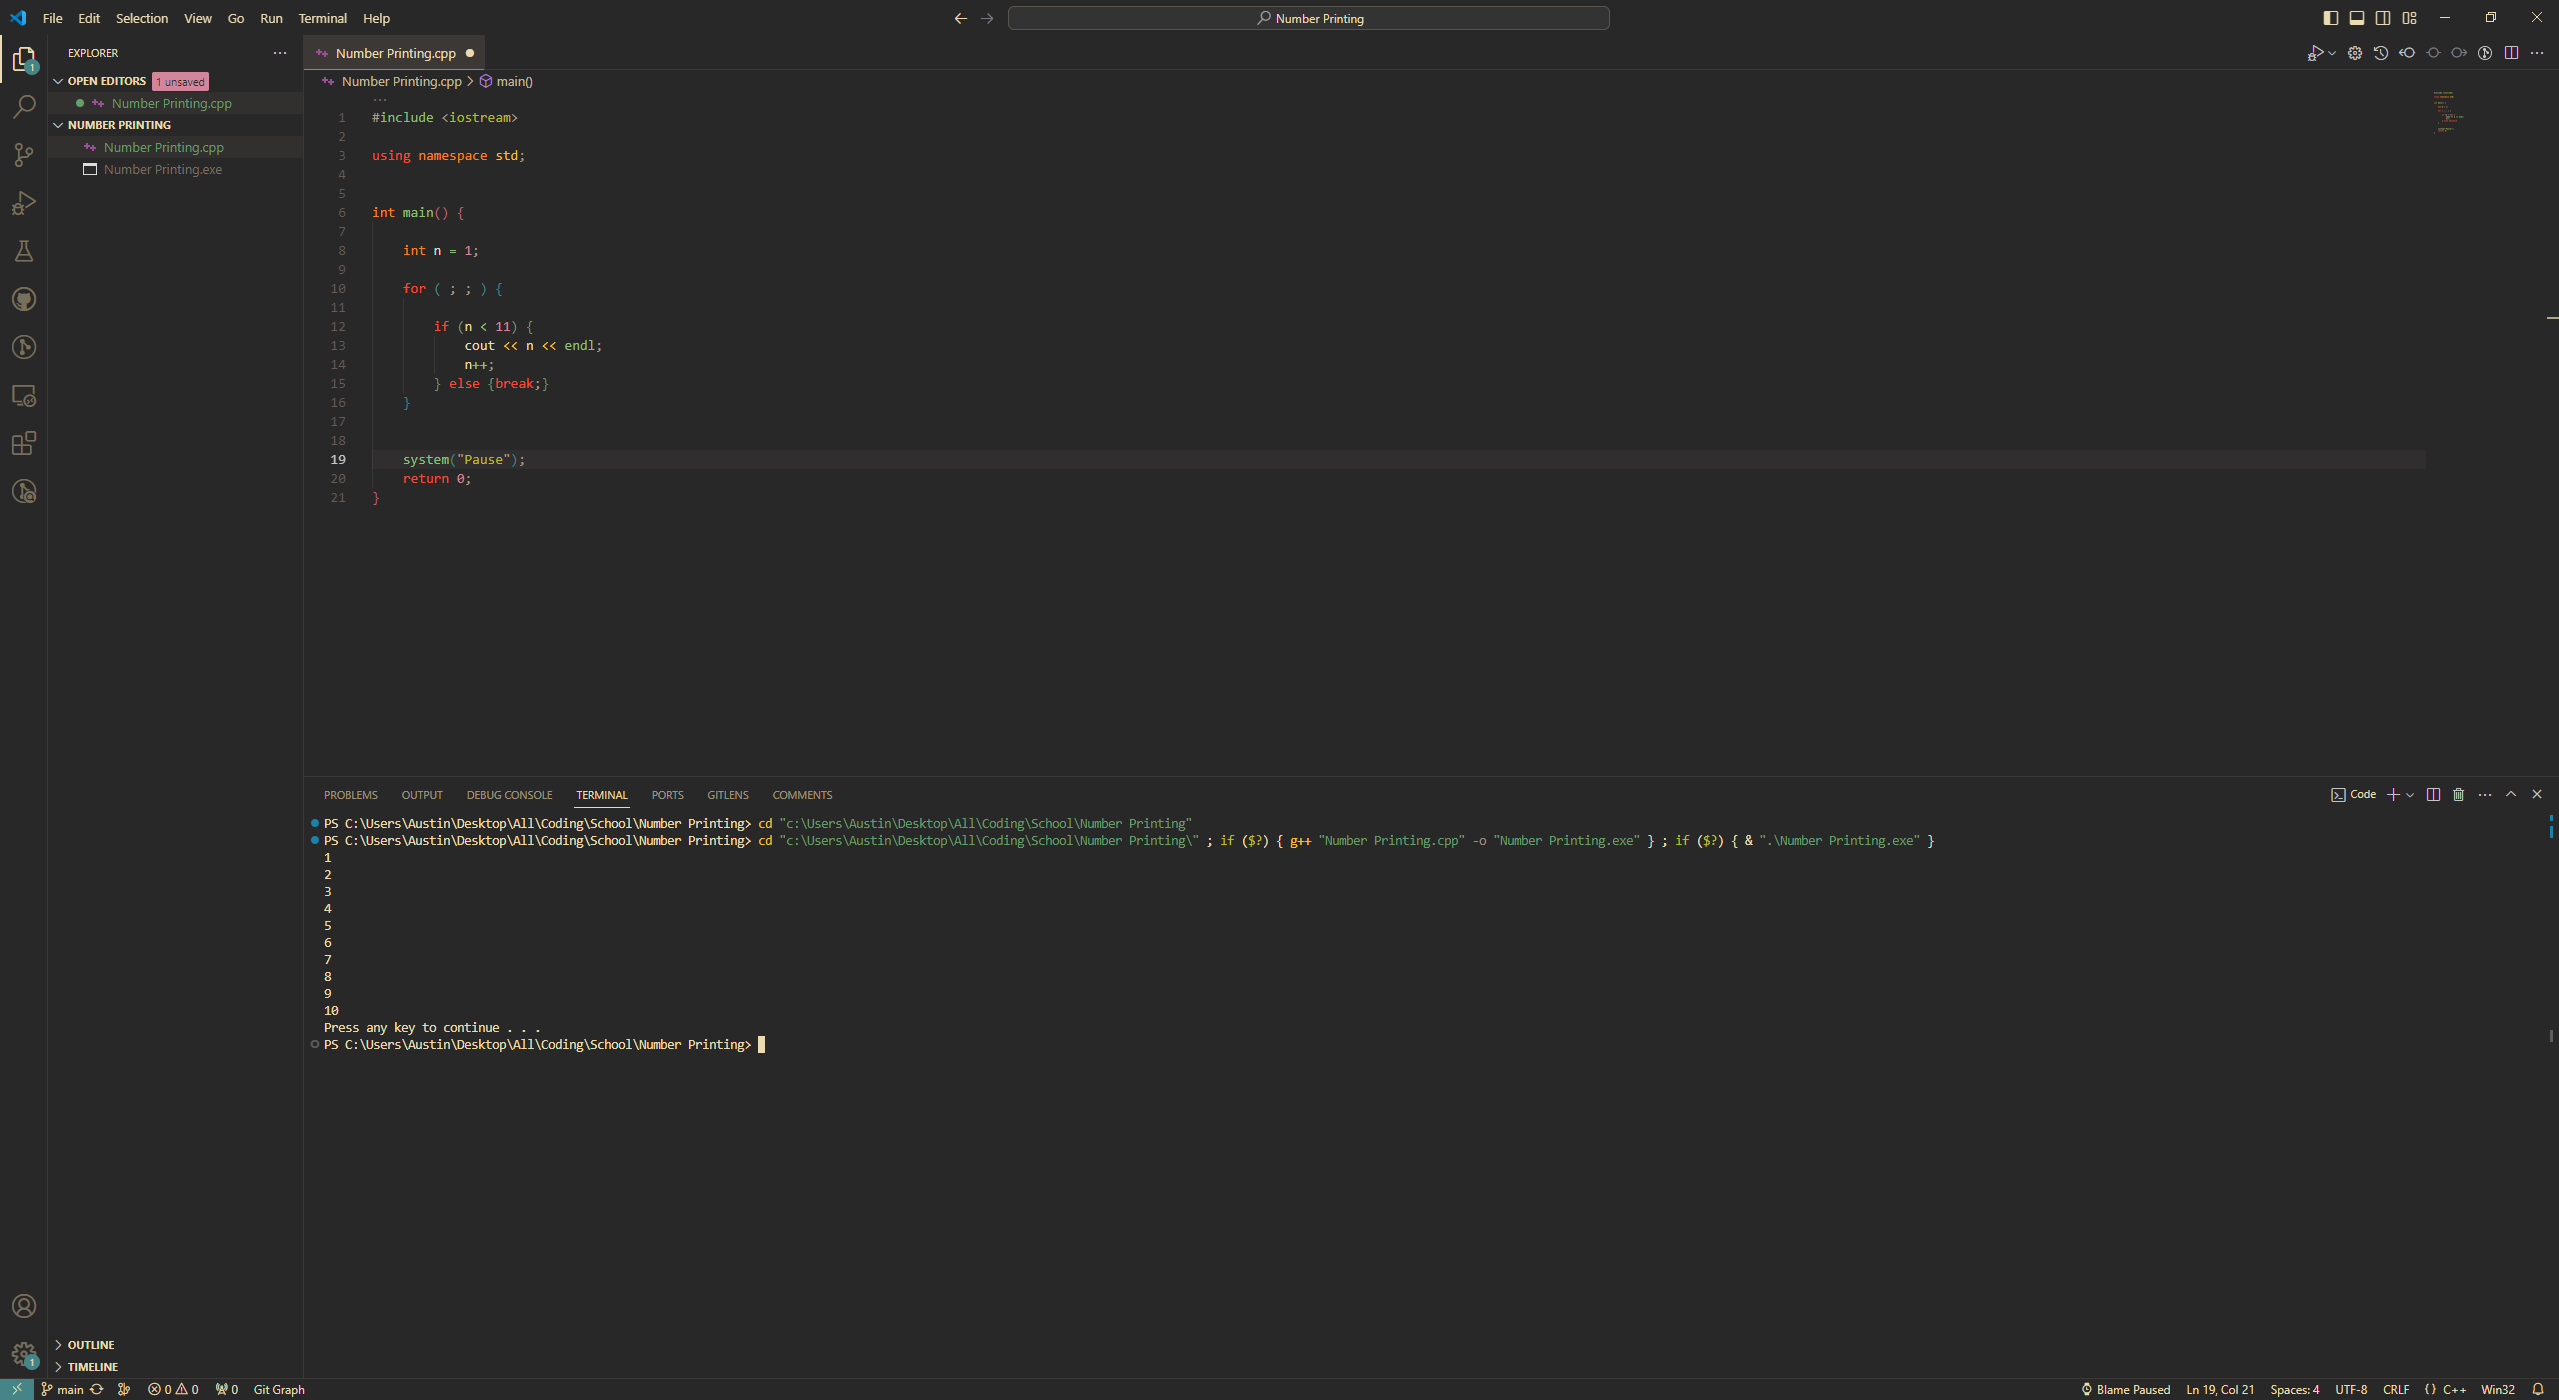 File Edit Selection View Go Run Terminal Help
Number Printing
EXPLORER
OPEN EDITORS 1 unsaved
Number Printing.cpp
NUMBER PRINTING
Number Printing.cpp
Number Printing.exe
OUTLINE
TIMELINE
Number Printing.cpp
Number Printing.cpp > main()
1 #include <iostream>
2
3 using namespace std;
4
5
6 int main() {
7
8 int n = 1;
9
10 for ( ; ; ) {
11
12 if (n < 11) {
13 cout << n << endl;
14 n++;
15 } else {break;}
16 }
17
18
19 system("Pause");
20 return 0;
21 }
PROBLEMS OUTPUT DEBUG CONSOLE TERMINAL PORTS GITLENS COMMENTS
Code
PS C:\Users\Austin\Desktop\All\Coding\School\Number Printing> cd "c:\Users\Austin\Desktop\All\Coding\School\Number Printing"
PS C:\Users\Austin\Desktop\All\Coding\School\Number Printing> cd "c:\Users\Austin\Desktop\All\Coding\School\Number Printing\" ; if ($?) { g++ "Number Printing.cpp" -o "Number Printing.exe" } ; if ($?) { & ".\Number Printing.exe" }
1
2
3
4
5
6
7
8
9
10
Press any key to continue . . .
PS C:\Users\Austin\Desktop\All\Coding\School\Number Printing>
1
1
main 0 0 0 Git Graph
Blame Paused Ln 19, Col 21 Spaces: 4 UTF-8 CRLF {} C++ Win32